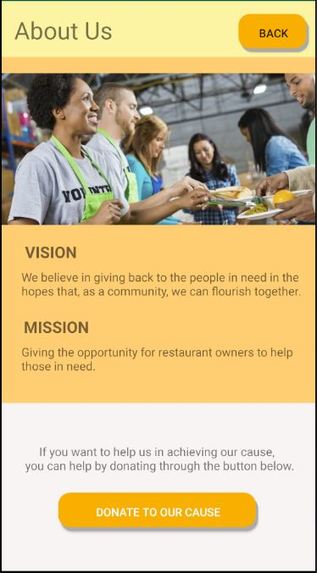 About Us
BACK
VISION
We believe in giving back to the people in need in the
hopes that, as a community, we can flourish together.
MISSION
Giving the opportunity for restaurant owners to help
those in need.
If you want to help us in achieving our cause,
you can help by donating through the button below.
DONATE TO OUR CAUSE